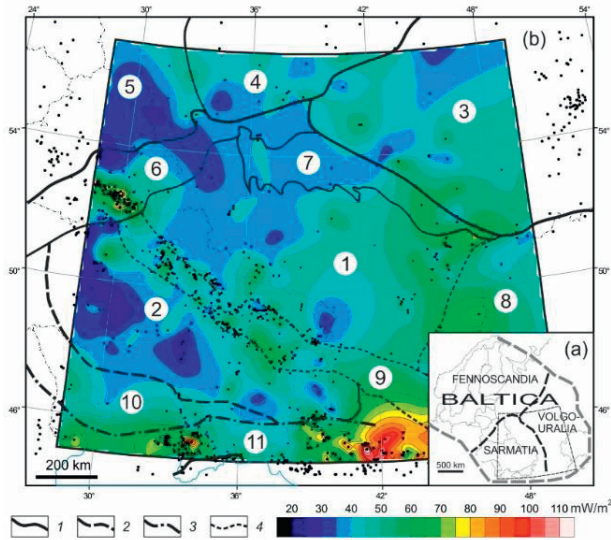 24° 30° 36° 42° 48° 54°
(b)
5 4 3
54° 54°
6 7
50° 1 50°
2 8
(a)
FENNOSCANDIA
BALTICA
VOLGO
URALIA
SARMATIA
500 km
9
46° 46°
10
11
200 km
30° 36° 42° 48°
1 2 3 4
20 30 40 50 60 70 80 90 100 110 mW/m²